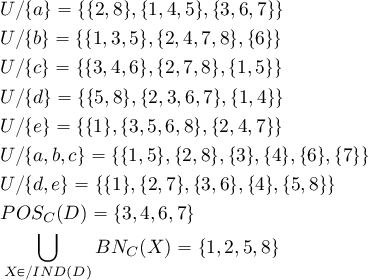 U/{a} = {{2,8},{1,4,5},{3,6,7}}
U/{b} = {{1,3,5},{2,4,7,8},{6}}
U/{c} = {{3,4,6},{2,7,8},{1,5}}
U/{d} = {{5,8},{2,3,6,7},{1,4}}
U/{e} = {{1},{3,5,6,8},{2,4,7}}
U/{a,b,c} = {{1,5},{2,8},{3},{4},{6},{7}}
U/{d,e} = {{1},{2,7},{3,6},{4},{5,8}}
POS_C(D) = {3,4,6,7}
⋃_{X∈/IND(D)} BN_C(X) = {1,2,5,8}